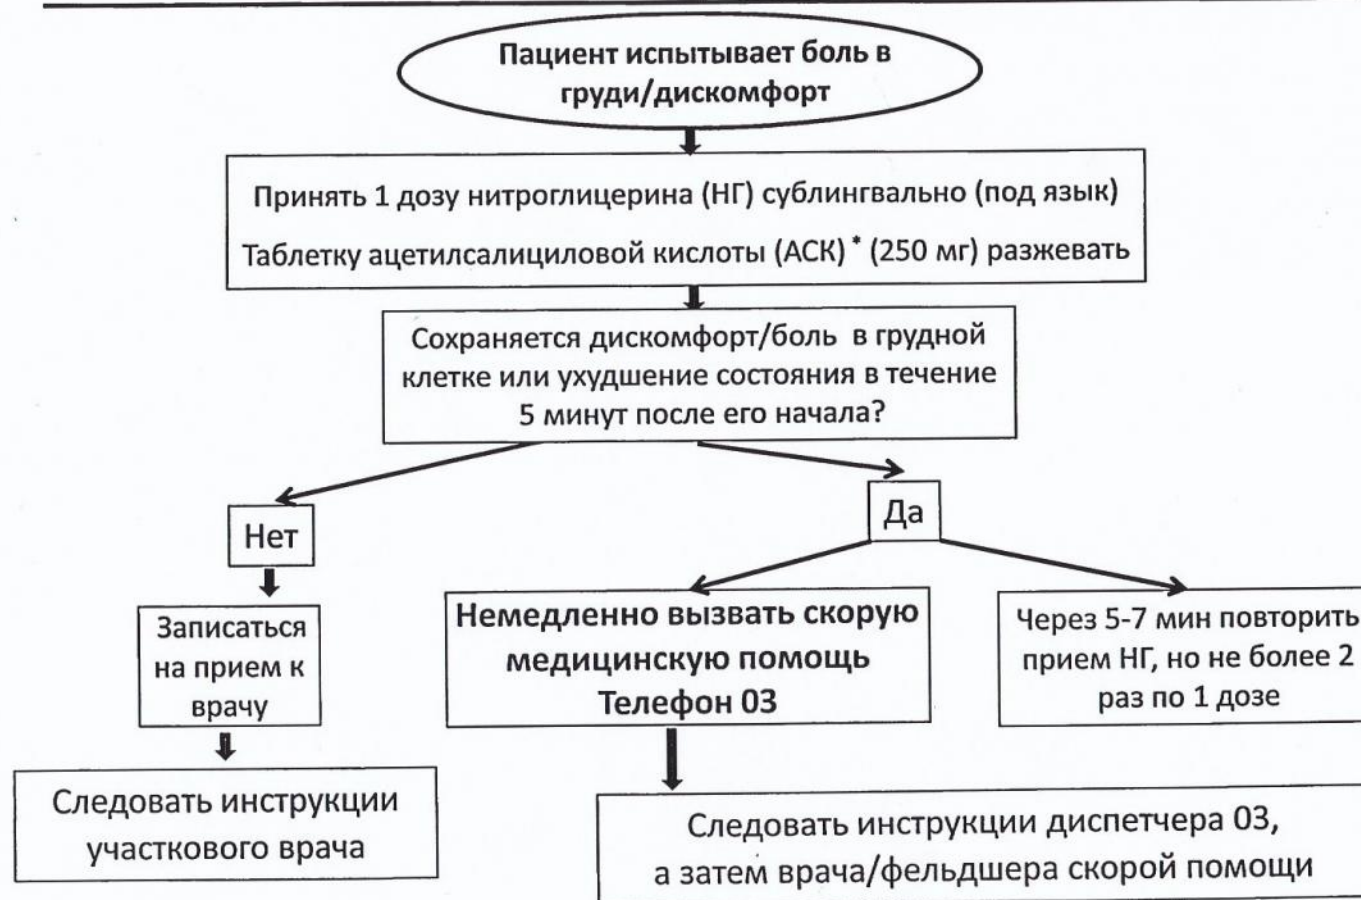 Пациент испытывает боль в
груди/дискомфорт
Принять 1 дозу нитроглицерина (НГ) сублингвально (под язык)
Таблетку ацетилсалициловой кислоты (АСК) * (250 мг) разжевать
Сохраняется дискомфорт/боль в грудной
клетке или ухудшение состояния в течение
5 минут после его начала?
Нет
Да
Записаться
на прием к
врачу
Немедленно вызвать скорую
медицинскую помощь
Телефон 03
Через 5-7 мин повторить
прием НГ, но не более 2
раз по 1 дозе
Следовать инструкции
участкового врача
Следовать инструкции диспетчера 03,
а затем врача/фельдшера скорой помощи